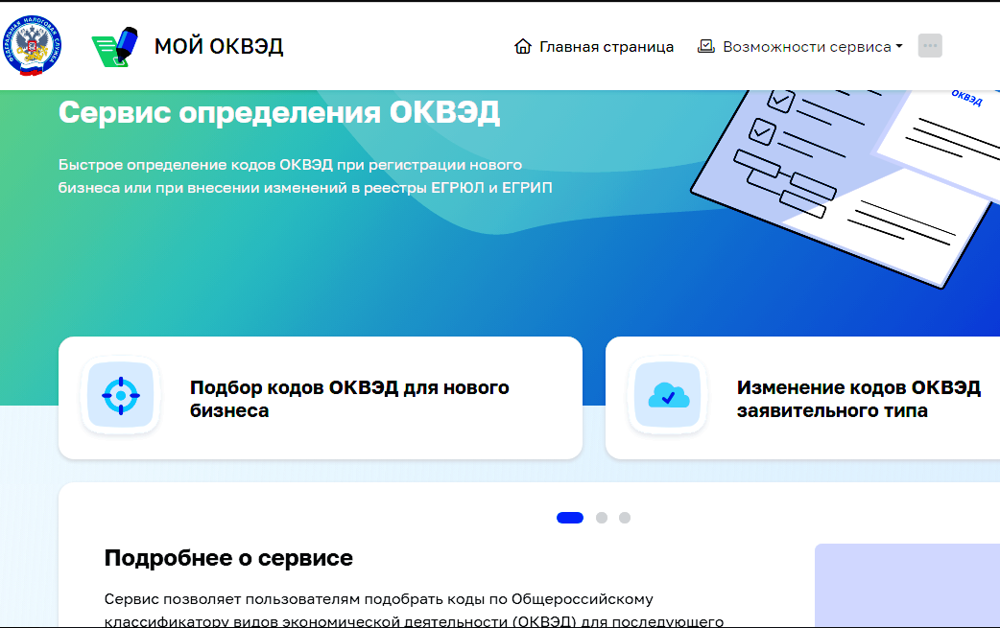 ФЕДЕРАЛЬНАЯ НАЛОГОВАЯ СЛУЖБА
МОЙ ОКВЭД
Главная страница
Возможности сервиса
Сервис определения ОКВЭД
ОКВЭД
Быстрое определение кодов ОКВЭД при регистрации нового
бизнеса или при внесении изменений в реестры ЕГРЮЛ и ЕГРИП
Подбор кодов ОКВЭД для нового
бизнеса
Изменение кодов ОКВЭД
заявительного типа
Подробнее о сервисе
Сервис позволяет пользователям подобрать коды по Общероссийскому
классификатору видов экономической деятельности (ОКВЭД) для последующего